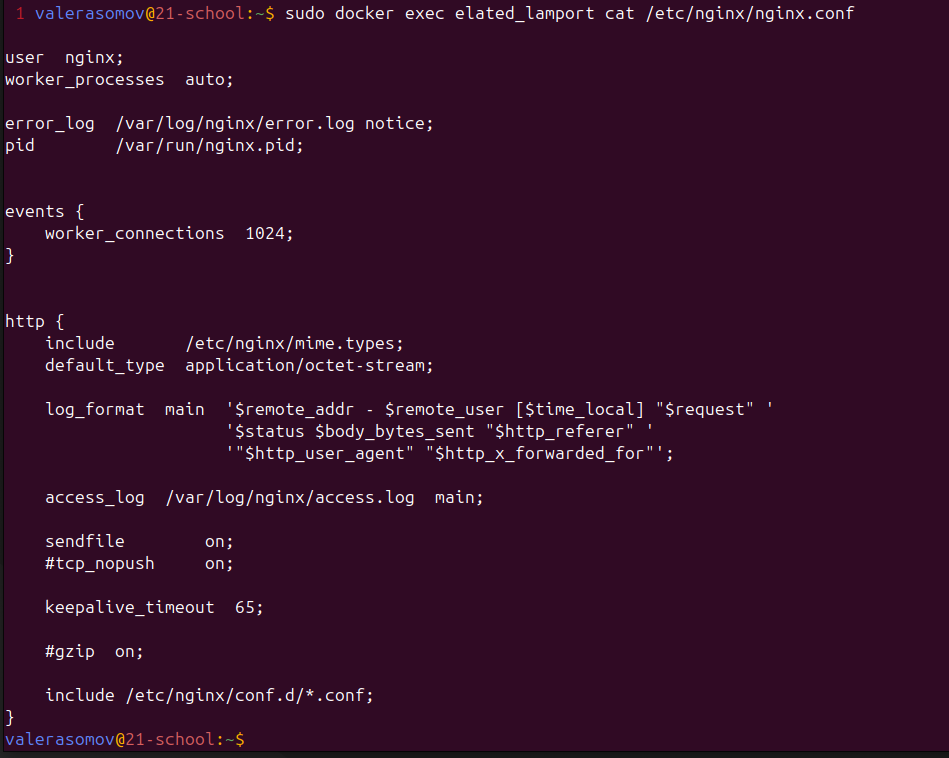 1 valerasomov@21-school:~$ sudo docker exec elated_lamport cat /etc/nginx/nginx.conf
user  nginx;
worker_processes  auto;
error_log  /var/log/nginx/error.log notice;
pid        /var/run/nginx.pid;
events {
    worker_connections  1024;
}
http {
    include       /etc/nginx/mime.types;
    default_type  application/octet-stream;
    log_format  main  '$remote_addr - $remote_user [$time_local] "$request" '
                      '$status $body_bytes_sent "$http_referer" '
                      '"$http_user_agent" "$http_x_forwarded_for"';
    access_log  /var/log/nginx/access.log  main;
    sendfile        on;
    #tcp_nopush     on;
    keepalive_timeout  65;
    #gzip  on;
    include /etc/nginx/conf.d/*.conf;
}
valerasomov@21-school:~$